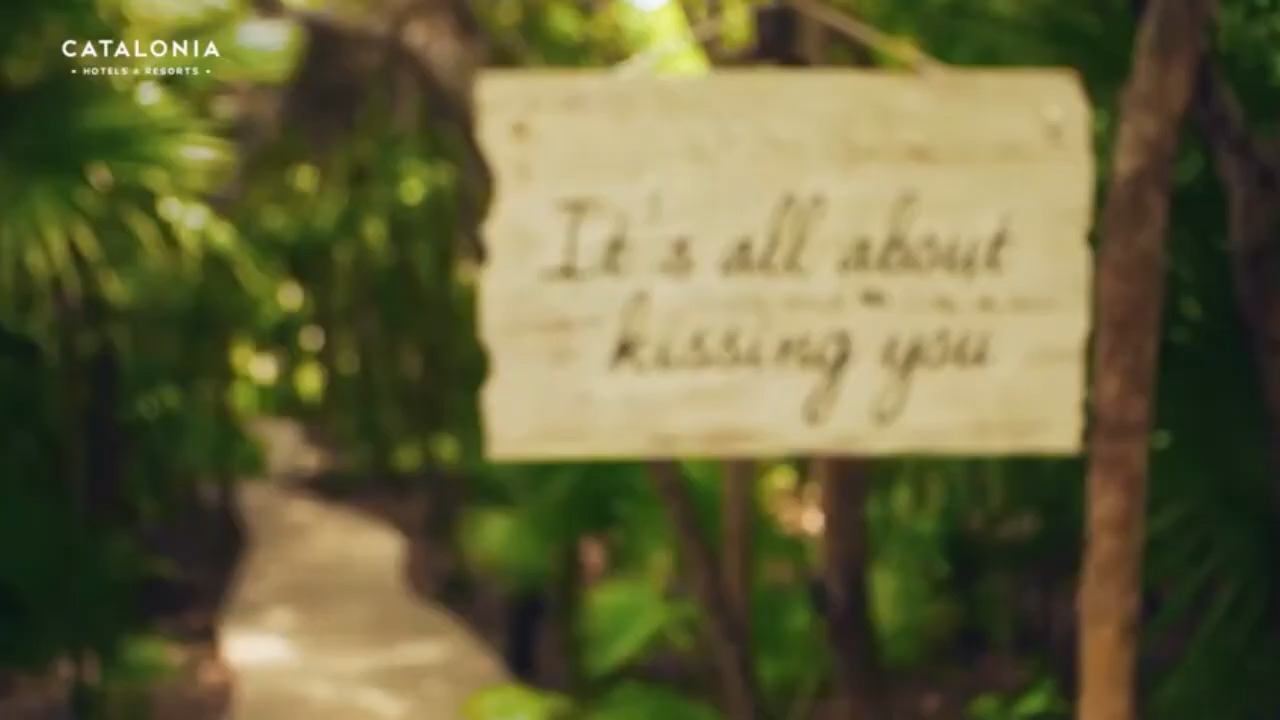 CATALONIA
• HOTELS & RESORTS •
It's all about
kissing you